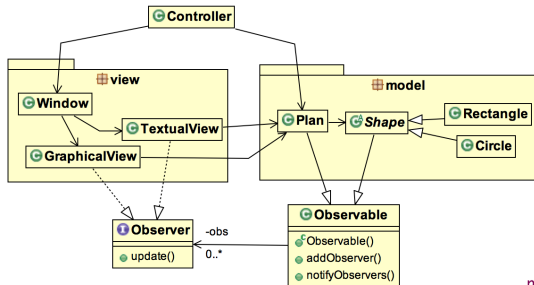 Controller
view
model
Window
TextualView
GraphicalView
Plan
Shape
Rectangle
Circle
Observer
update()
-obs
0..*
Observable
Observable()
addObserver()
notifyObservers()